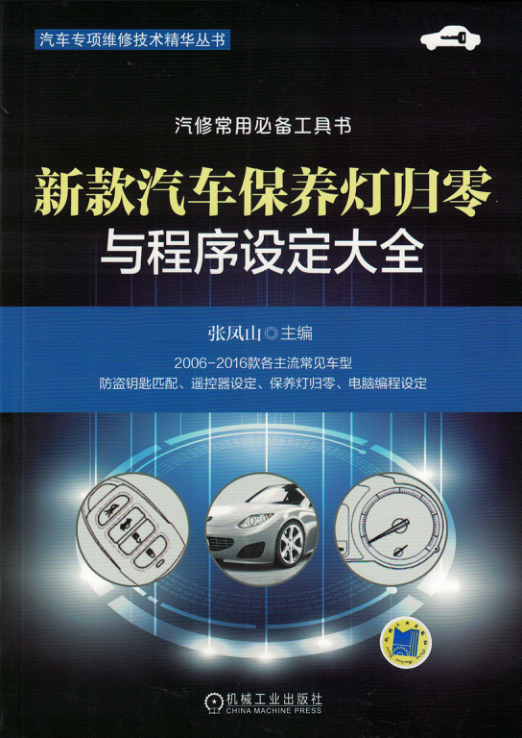 汽车专项维修技术精华丛书
汽修常用必备工具书
新款汽车保养灯归零
与程序设定大全
张凤山◎主编
2006-2016款各主流常见车型
防盗钥匙匹配、遥控器设定、保养灯归零、电脑编程设定
机械工业出版社
CHINA MACHINE PRESS